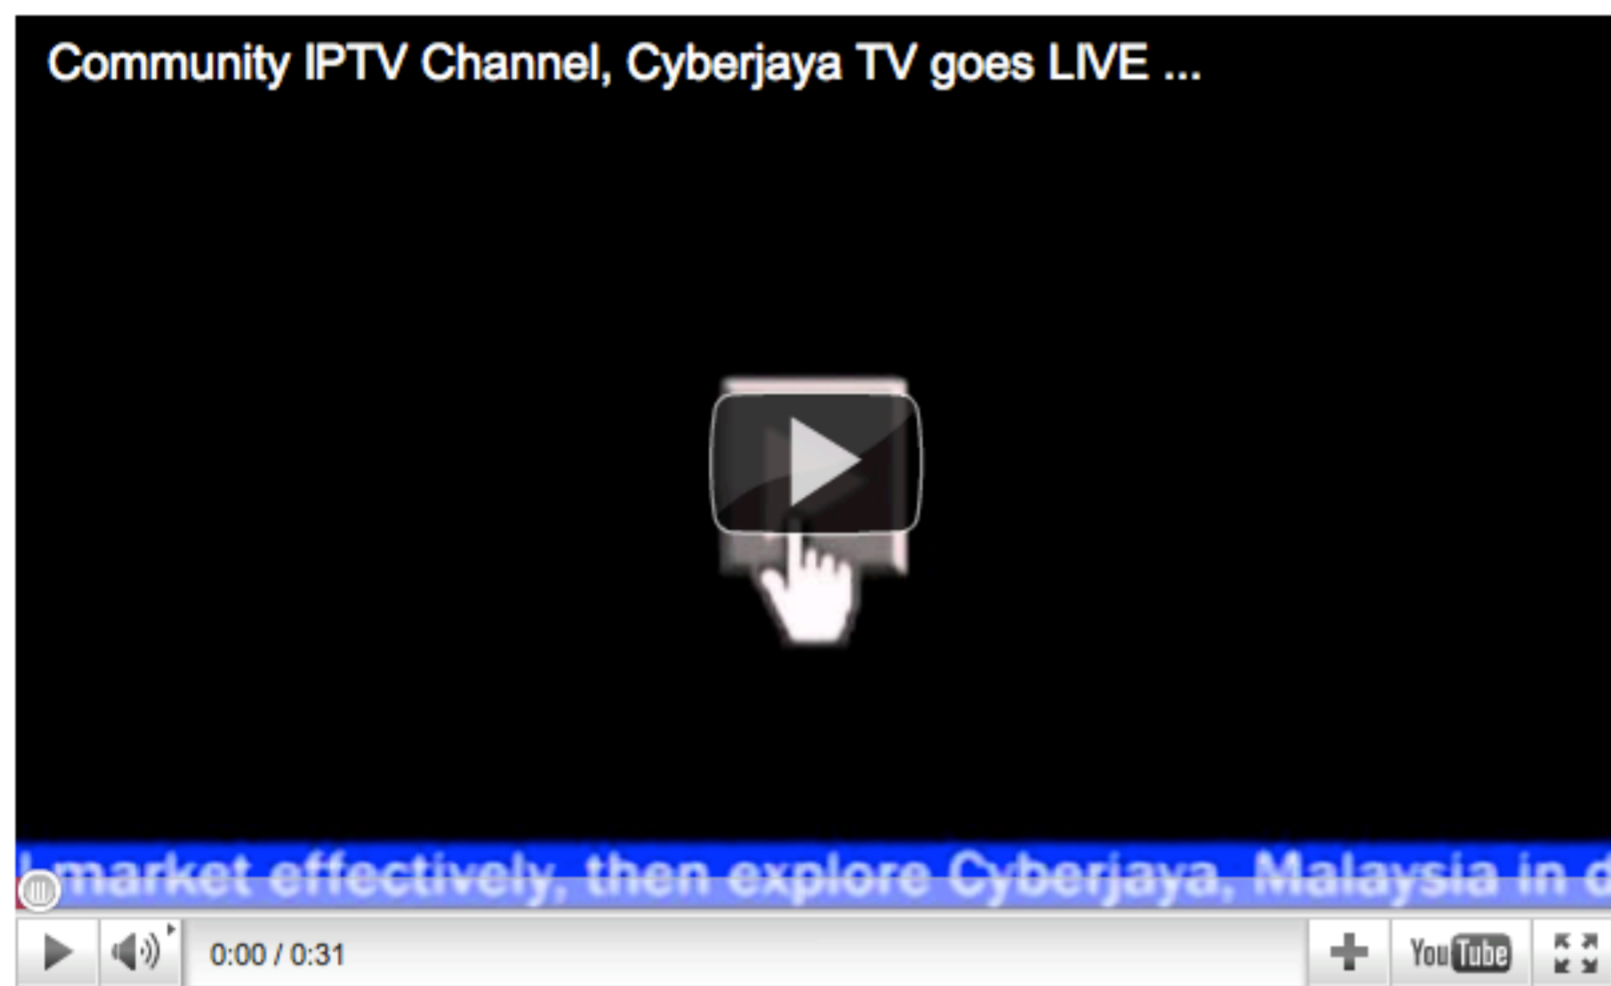 Community IPTV Channel, Cyberjaya TV goes LIVE ...
market effectively, then explore Cyberjaya, Malaysia in d
0:00 / 0:31
YouTube